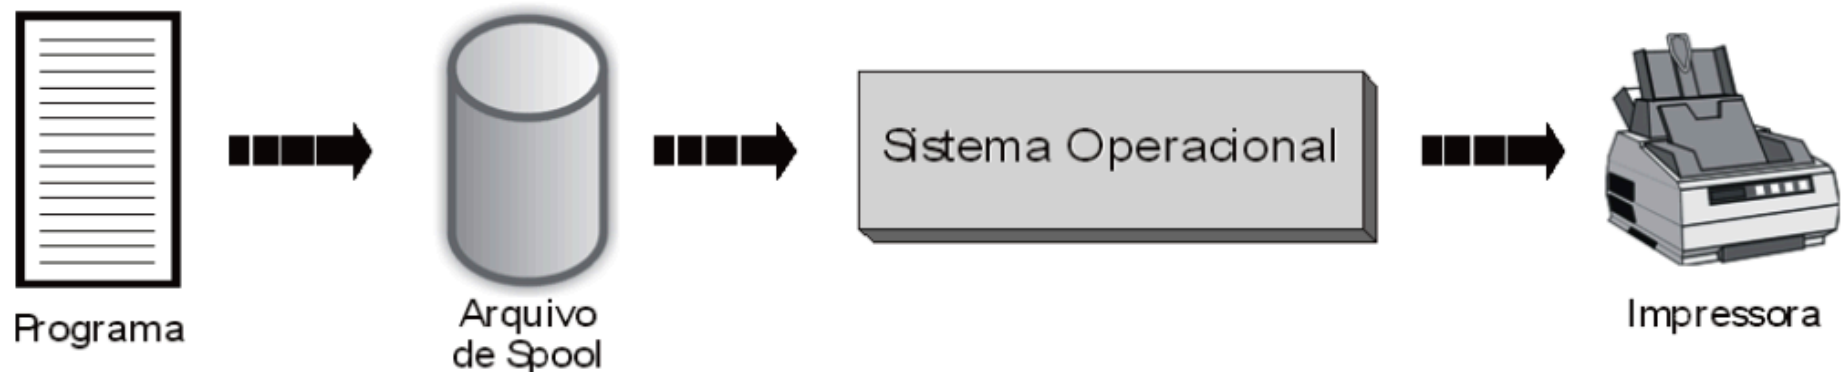 Sistema Operacional
Programa
Arquivo
de Spool
Impressora